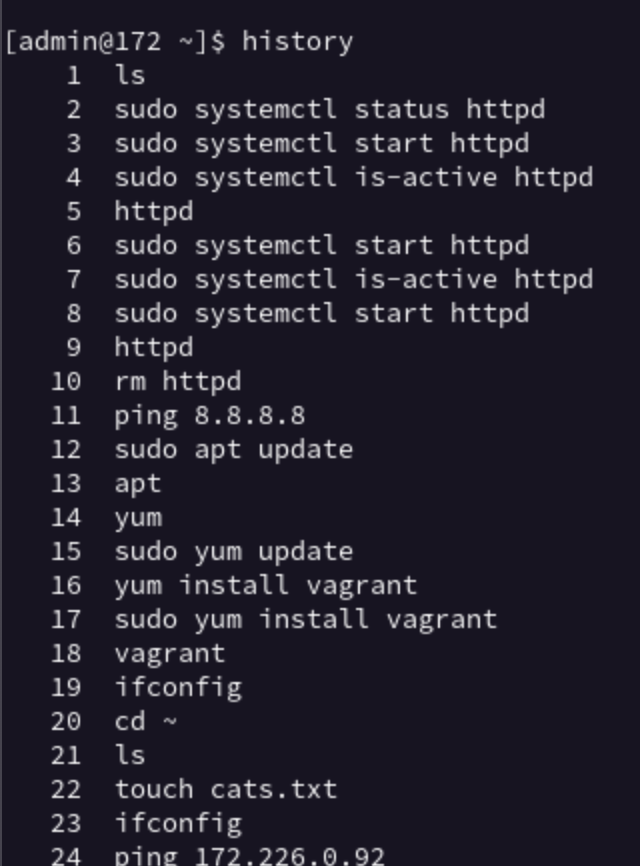 [admin@172 ~]$ history
1 ls
2 sudo systemctl status httpd
3 sudo systemctl start httpd
4 sudo systemctl is-active httpd
5 httpd
6 sudo systemctl start httpd
7 sudo systemctl is-active httpd
8 sudo systemctl start httpd
9 httpd
10 rm httpd
11 ping 8.8.8.8
12 sudo apt update
13 apt
14 yum
15 sudo yum update
16 yum install vagrant
17 sudo yum install vagrant
18 vagrant
19 ifconfig
20 cd ~
21 ls
22 touch cats.txt
23 ifconfig
24 ping 172.226.0.92